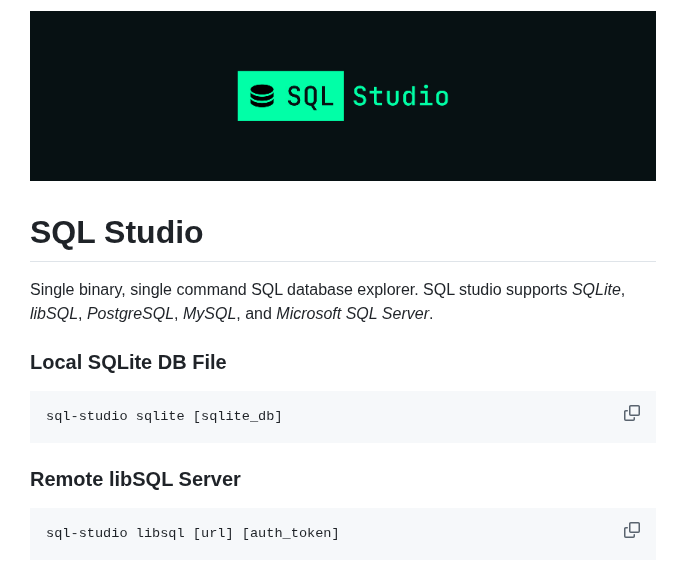 SQL Studio
SQL Studio
Single binary, single command SQL database explorer. SQL studio supports SQLite,
libSQL, PostgreSQL, MySQL, and Microsoft SQL Server.
Local SQLite DB File
sql-studio sqlite [sqlite_db]
Remote libSQL Server
sql-studio libsql [url] [auth_token]